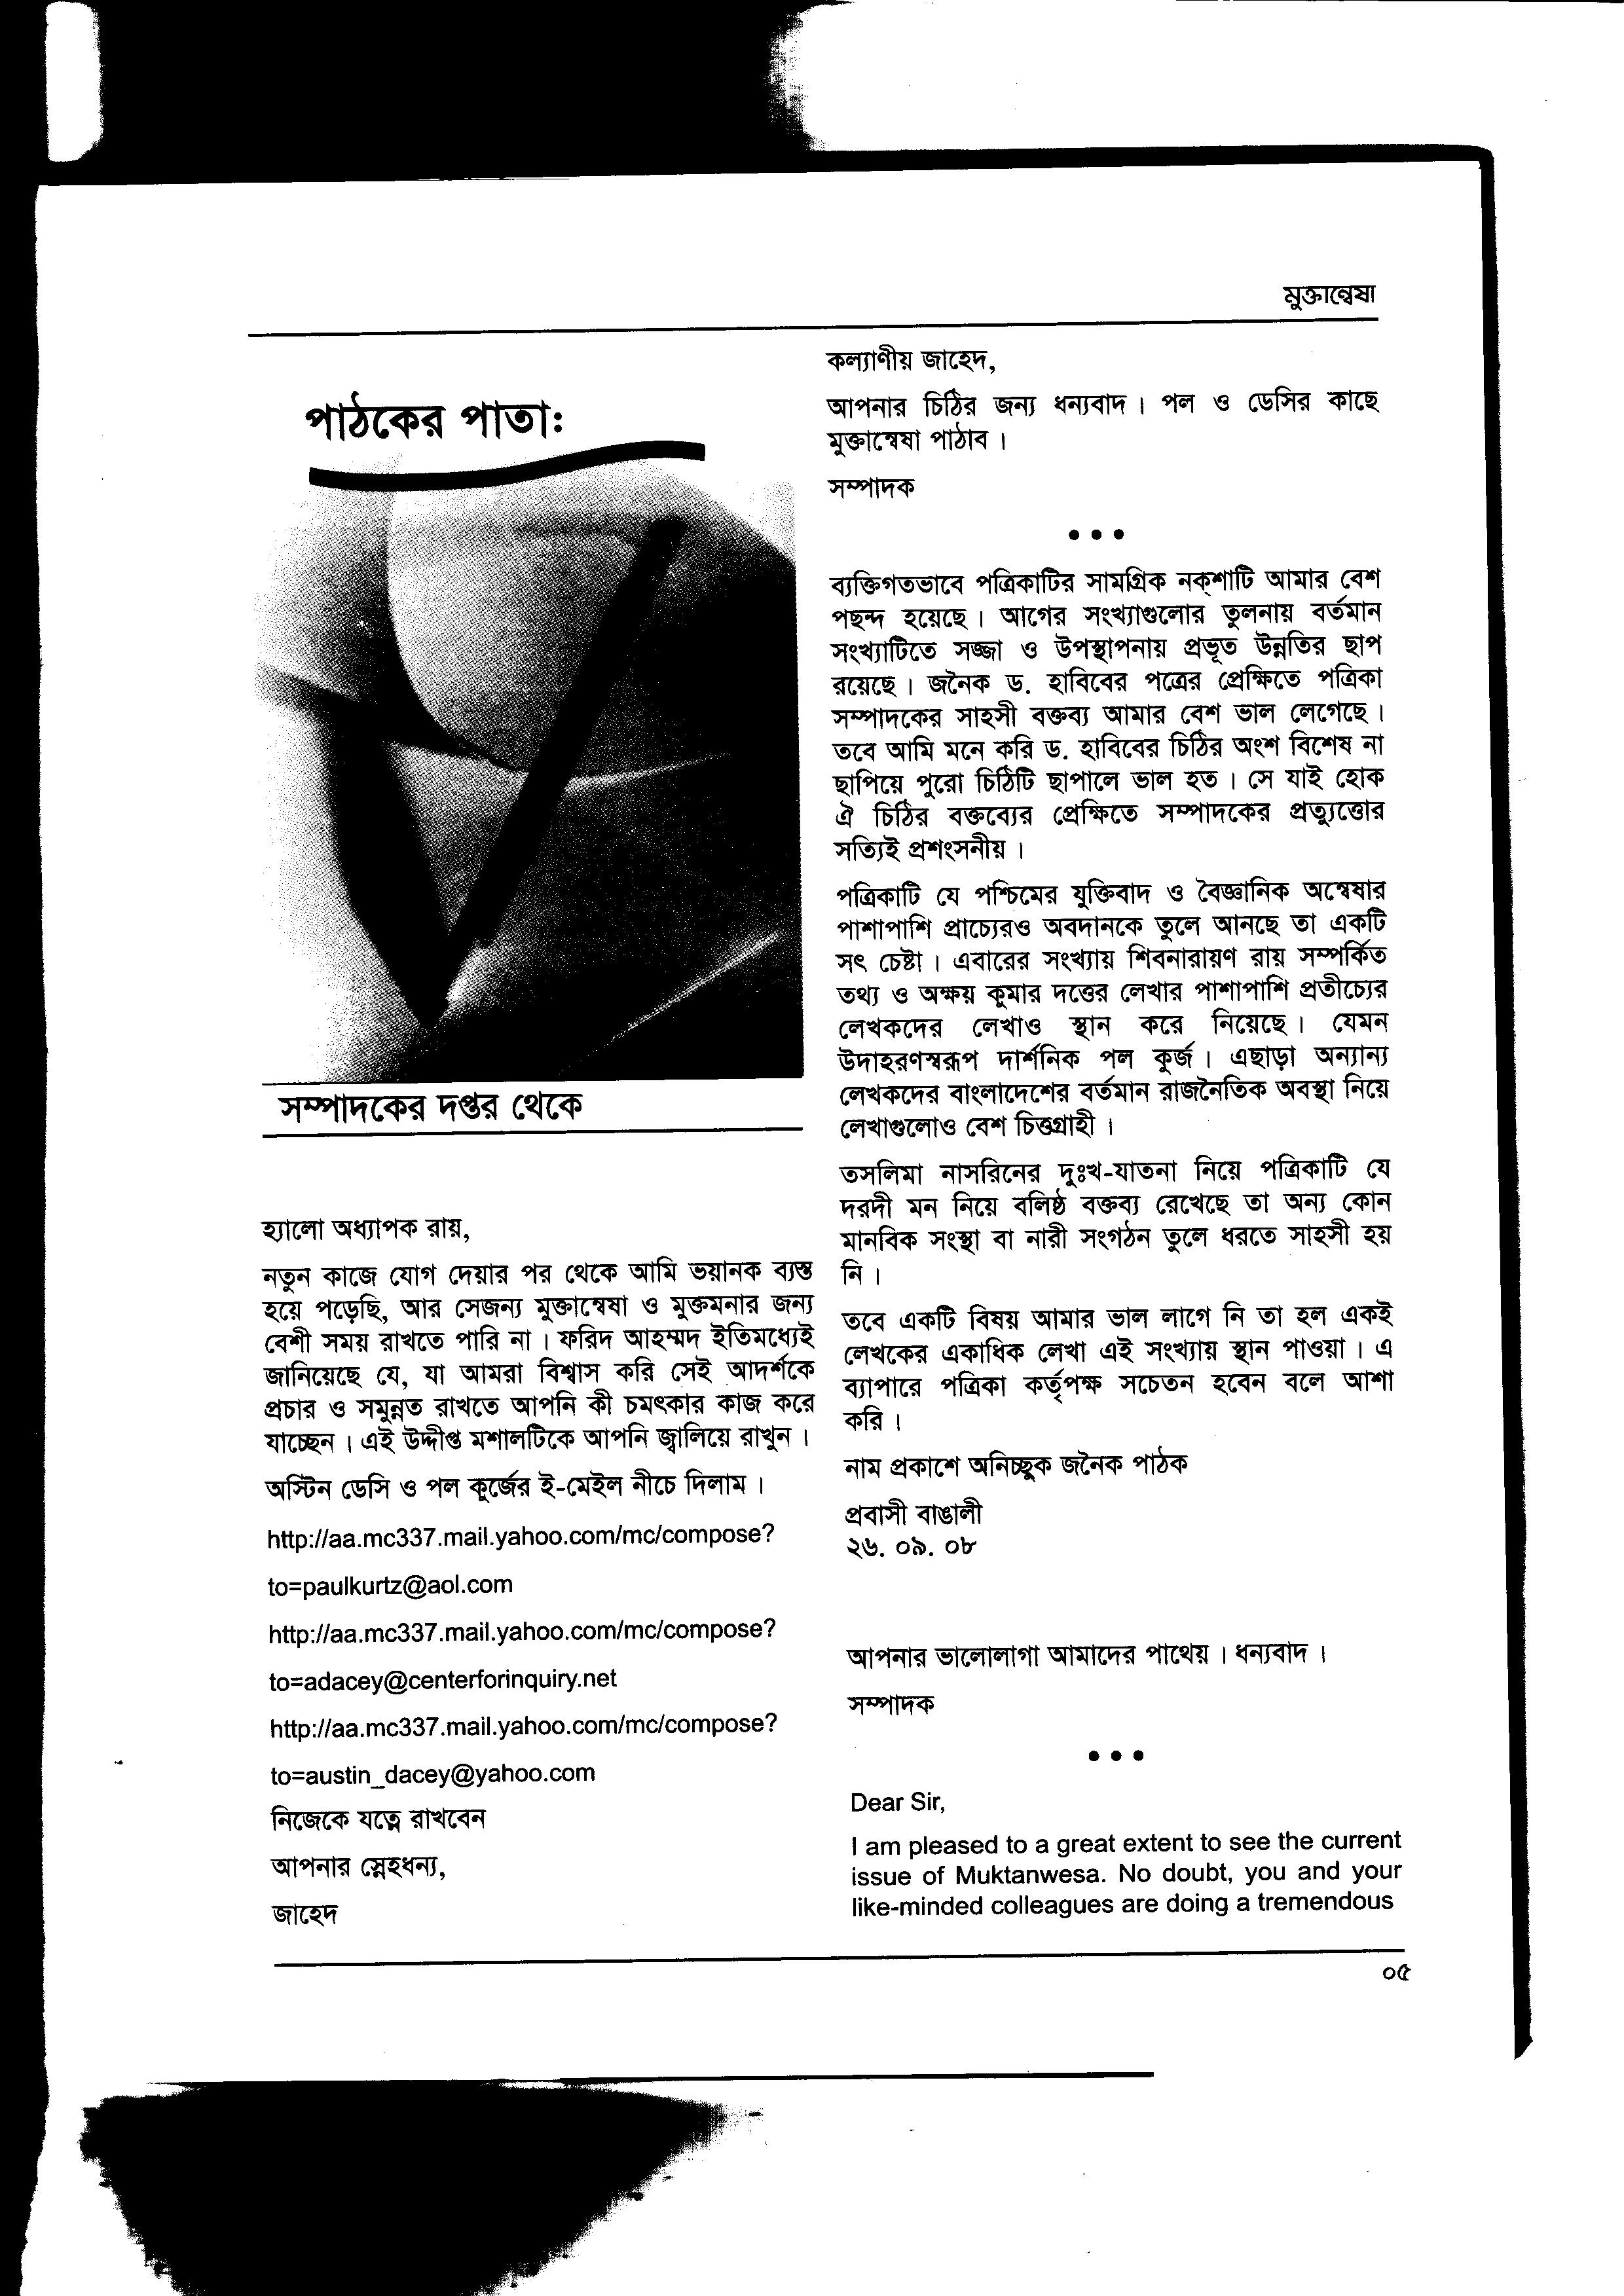 মুক্তান্বেষা
পাঠকের পাতা:
সম্পাদকের দপ্তর থেকে
হ্যালো অধ্যাপক রায়,
নতুন কাজে যোগ দেয়ার পর থেকে আমি ভয়ানক ব্যস্ত
হয়ে পড়েছি, আর সেজন্য মুক্তান্বেষা ও মুক্তমনার জন্য
বেশী সময় রাখতে পারি না। ফরিদ আহম্মদ ইতিমধ্যেই
জানিয়েছে যে, যা আমরা বিশ্বাস করি সেই আদর্শকে
প্রচার ও সমুন্নত রাখতে আপনি কী চমৎকার কাজ করে
যাচ্ছেন। এই উদ্দীপ্ত মশালটিকে আপনি জ্বালিয়ে রাখুন।
অস্টিন ডেসি ও পল কুর্জের ই-মেইল নীচে দিলাম।
http://aa.mc337.mail.yahoo.com/mc/compose?
to=paulkurtz@aol.com
http://aa.mc337.mail.yahoo.com/mc/compose?
to=adacey@centerforinquiry.net
http://aa.mc337.mail.yahoo.com/mc/compose?
to=austin_dacey@yahoo.com
নিজেকে যত্নে রাখবেন
আপনার স্নেহধন্য,
জাহেদ
কল্যাণীয় জাহেদ,
আপনার চিঠির জন্য ধন্যবাদ। পল ও ডেসির কাছে
মুক্তান্বেষা পাঠাব।
সম্পাদক
• • •
ব্যক্তিগতভাবে পত্রিকাটির সামগ্রিক নক্‌শাটি আমার বেশ
পছন্দ হয়েছে। আগের সংখ্যাগুলোর তুলনায় বর্তমান
সংখ্যাটিতে সজ্জা ও উপস্থাপনায় প্রভূত উন্নতির ছাপ
রয়েছে। জনৈক ড. হাবিবের পত্রের প্রেক্ষিতে পত্রিকা
সম্পাদকের সাহসী বক্তব্য আমার বেশ ভাল লেগেছে।
তবে আমি মনে করি ড. হাবিবের চিঠির অংশ বিশেষ না
ছাপিয়ে পুরো চিঠিটি ছাপালে ভাল হত। সে যাই হোক
ঐ চিঠির বক্তব্যের প্রেক্ষিতে সম্পাদকের প্রত্যুত্তোর
সত্যিই প্রশংসনীয়।
পত্রিকাটি যে পশ্চিমের যুক্তিবাদ ও বৈজ্ঞানিক অন্বেষার
পাশাপাশি প্রাচ্যেরও অবদানকে তুলে আনছে তা একটি
সৎ চেষ্টা। এবারের সংখ্যায় শিবনারায়ণ রায় সম্পর্কিত
তথ্য ও অক্ষয় কুমার দত্তের লেখার পাশাপাশি প্রতীচ্যের
লেখকদের লেখাও স্থান করে নিয়েছে। যেমন
উদাহরণস্বরূপ দার্শনিক পল কুর্জ। এছাড়া অন্যান্য
লেখকদের বাংলাদেশের বর্তমান রাজনৈতিক অবস্থা নিয়ে
লেখাগুলোও বেশ চিত্তগ্রাহী।
তসলিমা নাসরিনের দুঃখ-যাতনা নিয়ে পত্রিকাটি যে
দরদী মন নিয়ে বলিষ্ঠ বক্তব্য রেখেছে তা অন্য কোন
মানবিক সংস্থা বা নারী সংগঠন তুলে ধরতে সাহসী হয়
নি।
তবে একটি বিষয় আমার ভাল লাগে নি তা হল একই
লেখকের একাধিক লেখা এই সংখ্যায় স্থান পাওয়া। এ
ব্যাপারে পত্রিকা কর্তৃপক্ষ সচেতন হবেন বলে আশা
করি।
নাম প্রকাশে অনিচ্ছুক জনৈক পাঠক
প্রবাসী বাঙালী
২৬. ০৯. ০৮
আপনার ভালোলাগা আমাদের পাথেয়। ধন্যবাদ।
সম্পাদক
• • •
Dear Sir,
I am pleased to a great extent to see the current
issue of Muktanwesa. No doubt, you and your
like-minded colleagues are doing a tremendous
০৫